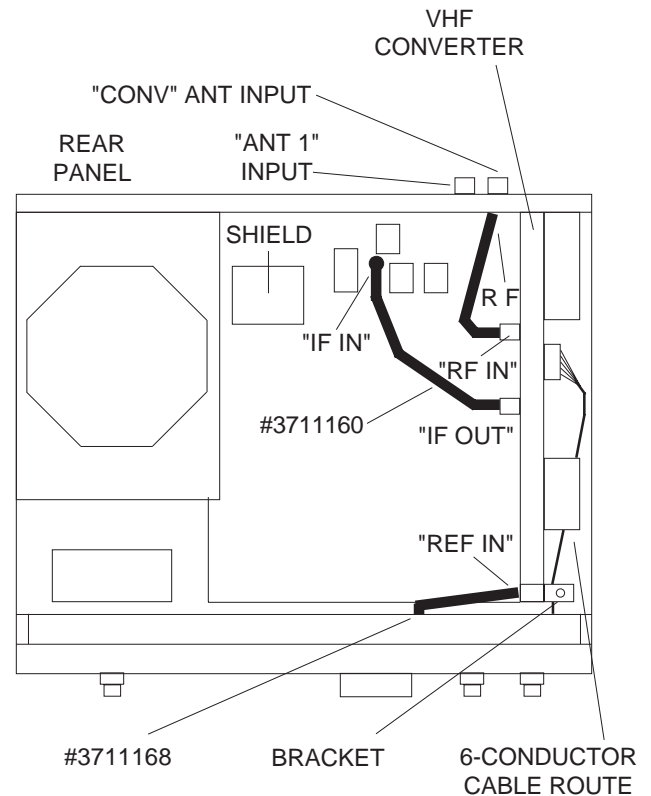 VHF
CONVERTER
"CONV" ANT INPUT
REAR
PANEL
"ANT 1"
INPUT
SHIELD
R F
"IF IN"
"RF IN"
#3711160
"IF OUT"
"REF IN"
#3711168
BRACKET
6-CONDUCTOR
CABLE ROUTE